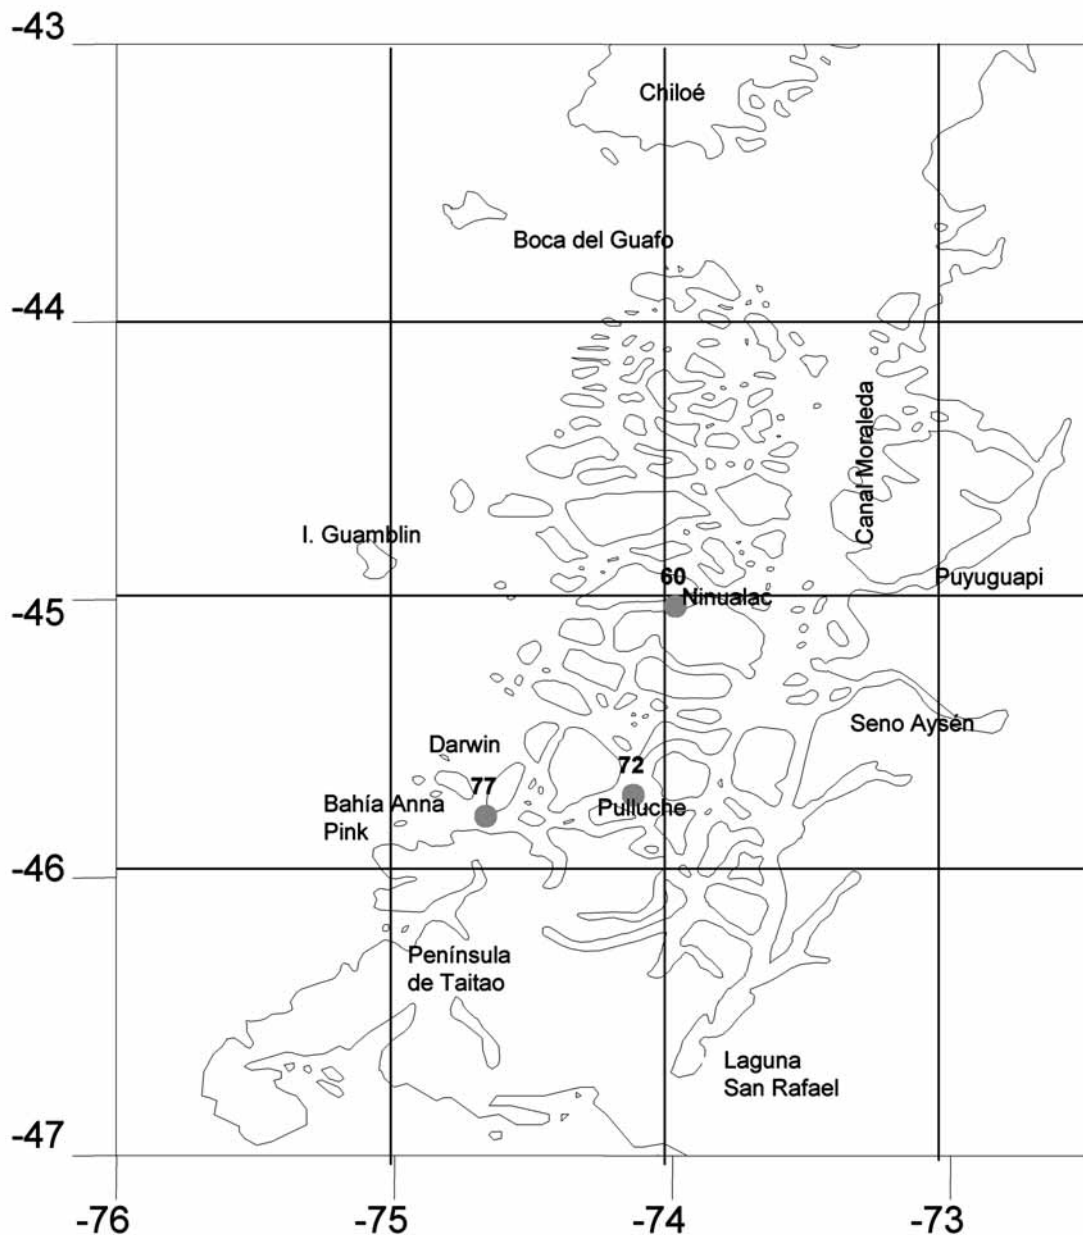 -43
Chiloé
Boca del Guafo
-44
Canal Moraleda
I. Guamblin
60
Puyuguapi
Ninualac
-45
Seno Aysén
Darwin
72
77
Bahía Anna
Pink
Pulluche
-46
Península
de Taitao
Laguna
San Rafael
-47
-76
-75
-74
-73